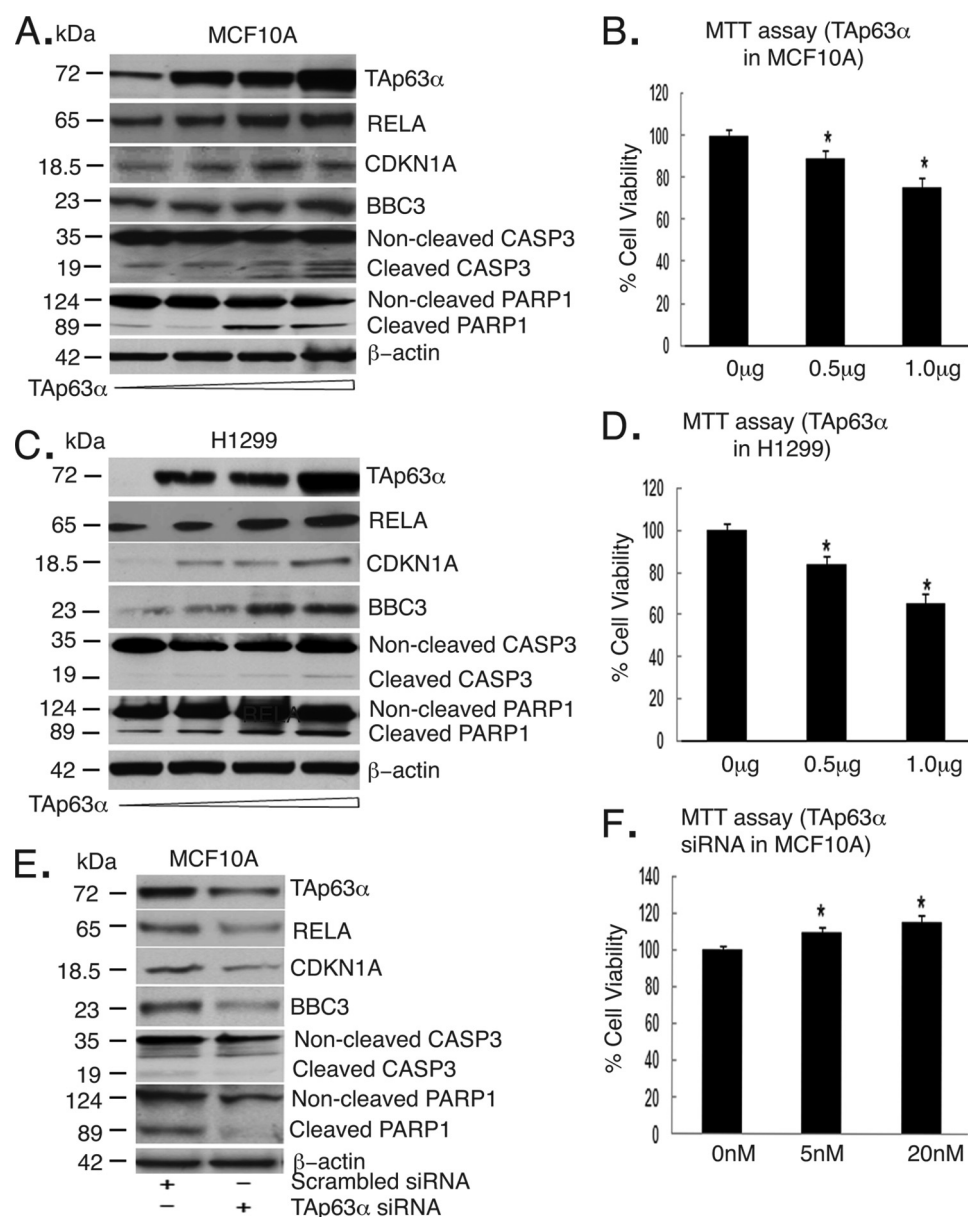 A. kDa MCF10A
72 – TAp63α
65 – RELA
18.5 – CDKN1A
23 – BBC3
35 – Non-cleaved CASP3
19 – Cleaved CASP3
124 – Non-cleaved PARP1
89 – Cleaved PARP1
42 – β–actin
TAp63α
B. MTT assay (TAp63α
in MCF10A)
% Cell Viability
120
100
80
60
40
20
0
* *
0μg 0.5μg 1.0μg
C. kDa H1299
72 – TAp63α
65 – RELA
18.5 – CDKN1A
23 – BBC3
35 – Non-cleaved CASP3
19 – Cleaved CASP3
124 – RELA Non-cleaved PARP1
89 – Cleaved PARP1
42 – β–actin
TAp63α
D. MTT assay (TAp63α
in H1299)
% Cell Viability
120
100
80
60
40
20
0
* *
0μg 0.5μg 1.0μg
E. kDa MCF10A
72 – TAp63α
65 – RELA
18.5 – CDKN1A
23 – BBC3
35 – Non-cleaved CASP3
19 – Cleaved CASP3
124 – Non-cleaved PARP1
89 – Cleaved PARP1
42 – β–actin
+ – Scrambled siRNA
– + TAp63α siRNA
F. MTT assay (TAp63α
siRNA in MCF10A)
% Cell Viability
140
120
100
80
60
40
20
0
* *
0nM 5nM 20nM